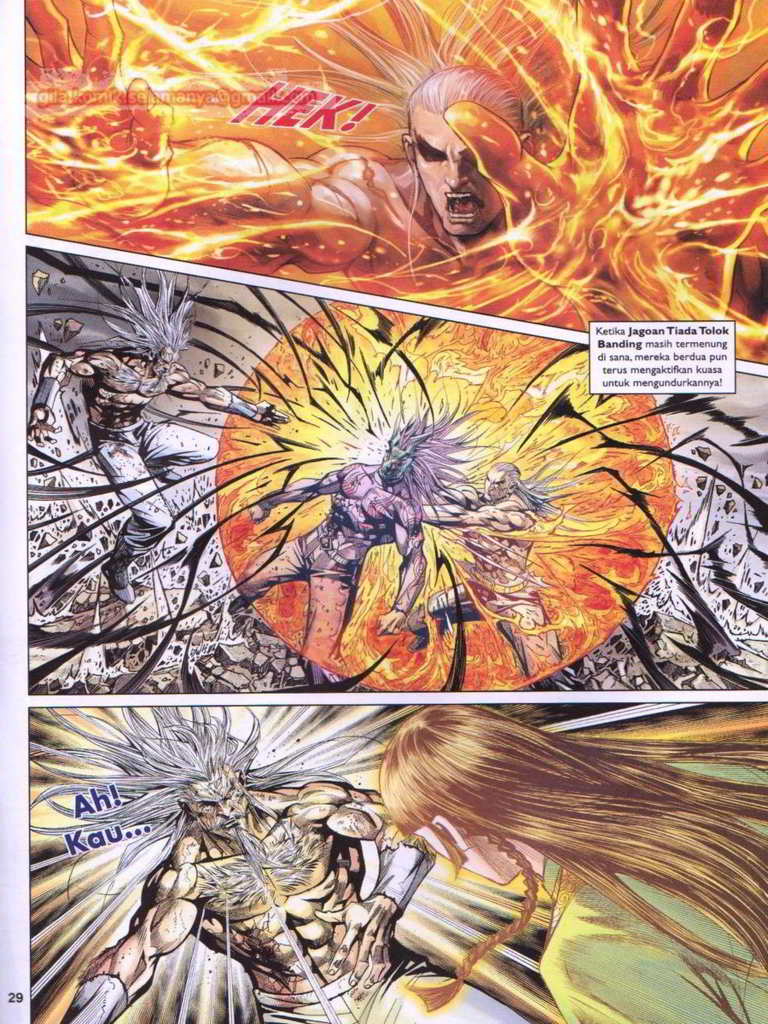 HEK!
Ketika Jagoan Tiada Tolok
Banding masih termenung
di sana, mereka berdua pun
terus mengaktifkan kuasa
untuk mengundurkannya!
Ah!
Kau...
29